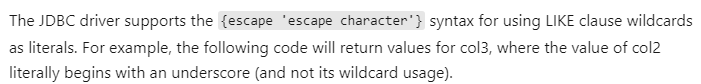 The JDBC driver supports the {escape 'escape character'} syntax for using LIKE clause wildcards
as literals. For example, the following code will return values for col3, where the value of col2
literally begins with an underscore (and not its wildcard usage).